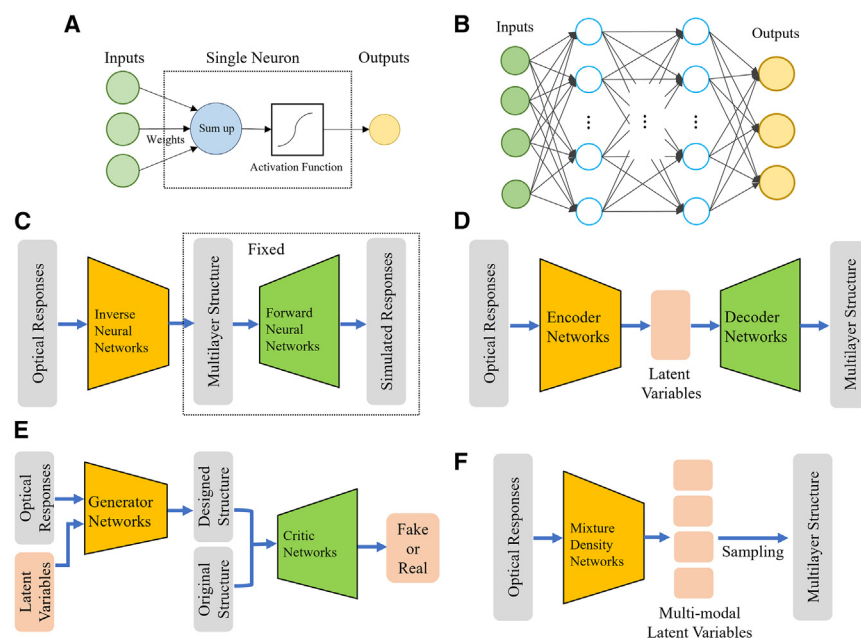 A
Inputs
Single Neuron
Outputs
Weights
Sum up
Activation Function
B
Inputs
Outputs
C
Optical Responses
Inverse
Neural
Networks
Fixed
Multilayer Structure
Forward
Neural
Networks
Simulated Responses
D
Optical Responses
Encoder
Networks
Latent
Variables
Decoder
Networks
Multilayer Structure
E
Optical
Responses
Latent
Variables
Generator
Networks
Designed
Structure
Original
Structure
Critic
Networks
Fake
or
Real
F
Optical Responses
Mixture
Density
Networks
Sampling
Multi-modal
Latent Variables
Multilayer Structure